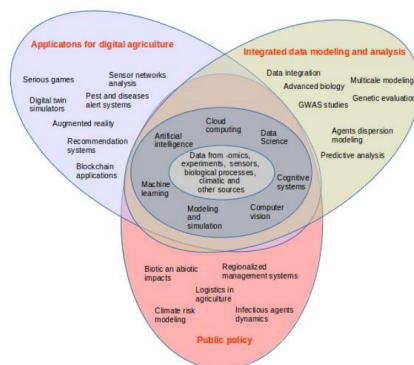 Applicatons for digital agriculture
Serious games
Sensor networks
analysis
Digital twin
simulators
Pest and diseases
alert systems
Augmented reality
Recommendation
systems
Blockchain
applications
Integrated data modeling and analysis
Data integration
Multicale modeling
Advanced biology
Genetic evaluation
GWAS studies
Agents dispersion
modeling
Predictive analysis
Cloud
computing
Artificial
intelligence
Data
Science
Data from -omics,
experiments, sensors,
biological processes,
climatic and
other sources
Machine
learning
Cognitive
systems
Modeling
and
simulation
Computer
vision
Biotic an abiotic
impacts
Regionalized
management systems
Logistics in
agriculture
Climate risk
modeling
Infectious agents
dynamics
Public policy